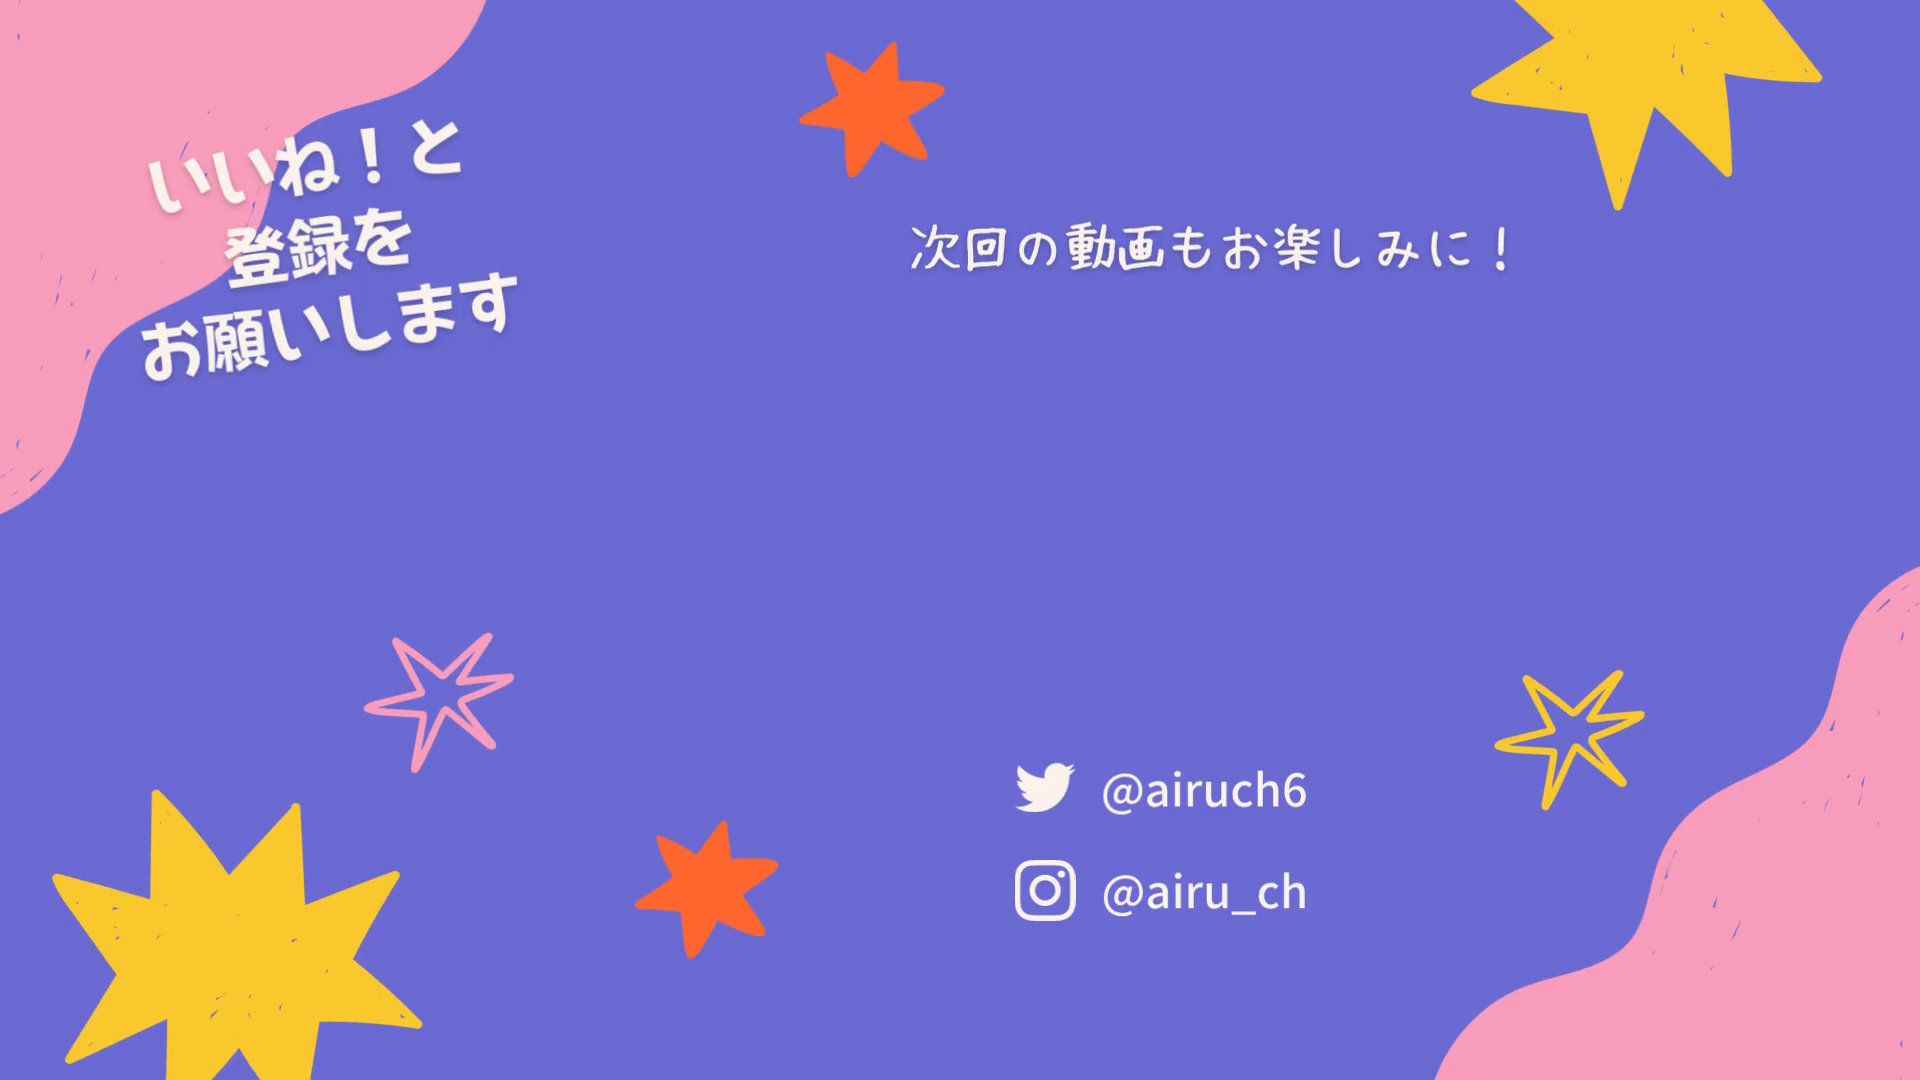 いいね！と
登録を
お願いします
次回の動画もお楽しみに！
@airuch6
@airu_ch